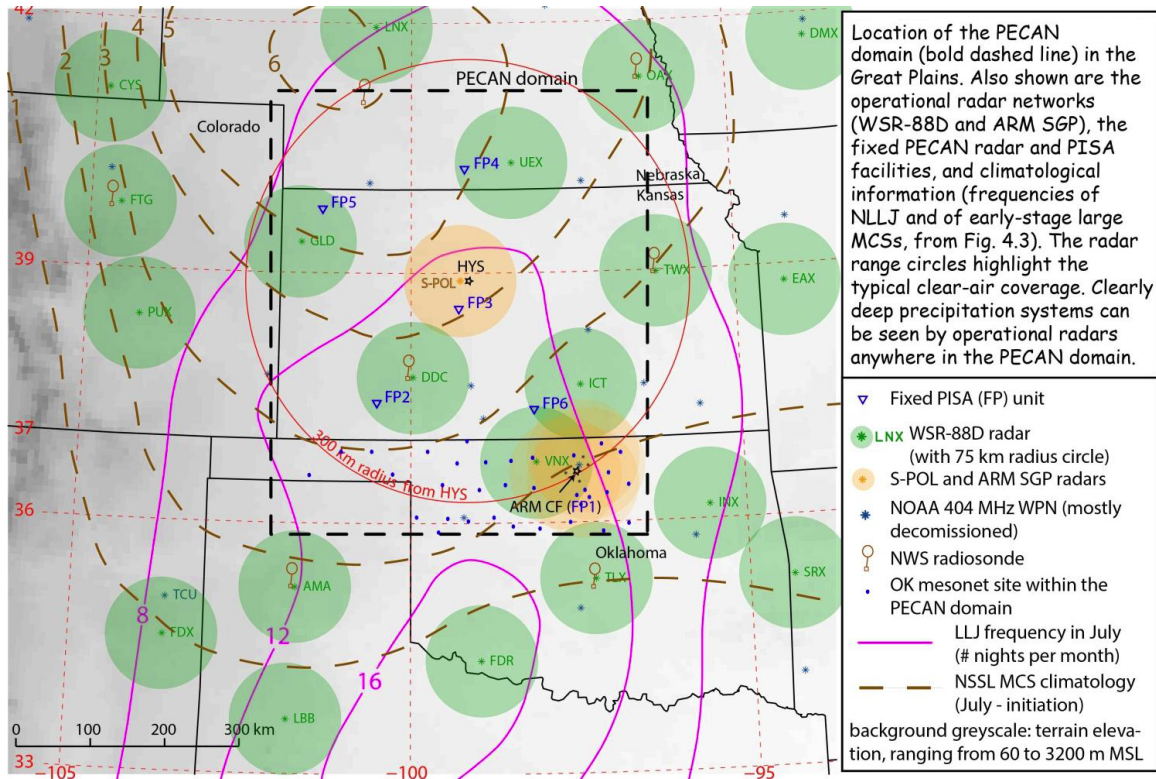 42
LNX
DMX
1
2
3
4
5
6
CYS
PECAN domain
OAX
Colorado
FP4
UEX
Nebraska
Kansas
FTG
FP5
GLD
39
HYS
S-POL
TWX
EAX
FP3
PUX
DDC
ICT
FP2
FP6
37
300 km radius from HYS
VNX
ARM CF (FP1)
INX
36
Oklahoma
AMA
TLX
SRX
TCU
8
FDX
12
16
FDR
LBB
0 100 200 300 km
33
-105
-100
-95
Location of the PECAN
domain (bold dashed line) in the
Great Plains. Also shown are the
operational radar networks
(WSR-88D and ARM SGP), the
fixed PECAN radar and PISA
facilities, and climatological
information (frequencies of
NLLJ and of early-stage large
MCSs, from Fig. 4.3). The radar
range circles highlight the
typical clear-air coverage. Clearly
deep precipitation systems can
be seen by operational radars
anywhere in the PECAN domain.
Fixed PISA (FP) unit
LNX WSR-88D radar
(with 75 km radius circle)
S-POL and ARM SGP radars
NOAA 404 MHz WPN (mostly
decomissioned)
NWS radiosonde
OK mesonet site within the
PECAN domain
LLJ frequency in July
(# nights per month)
NSSL MCS climatology
(July - initiation)
background greyscale: terrain eleva-
tion, ranging from 60 to 3200 m MSL